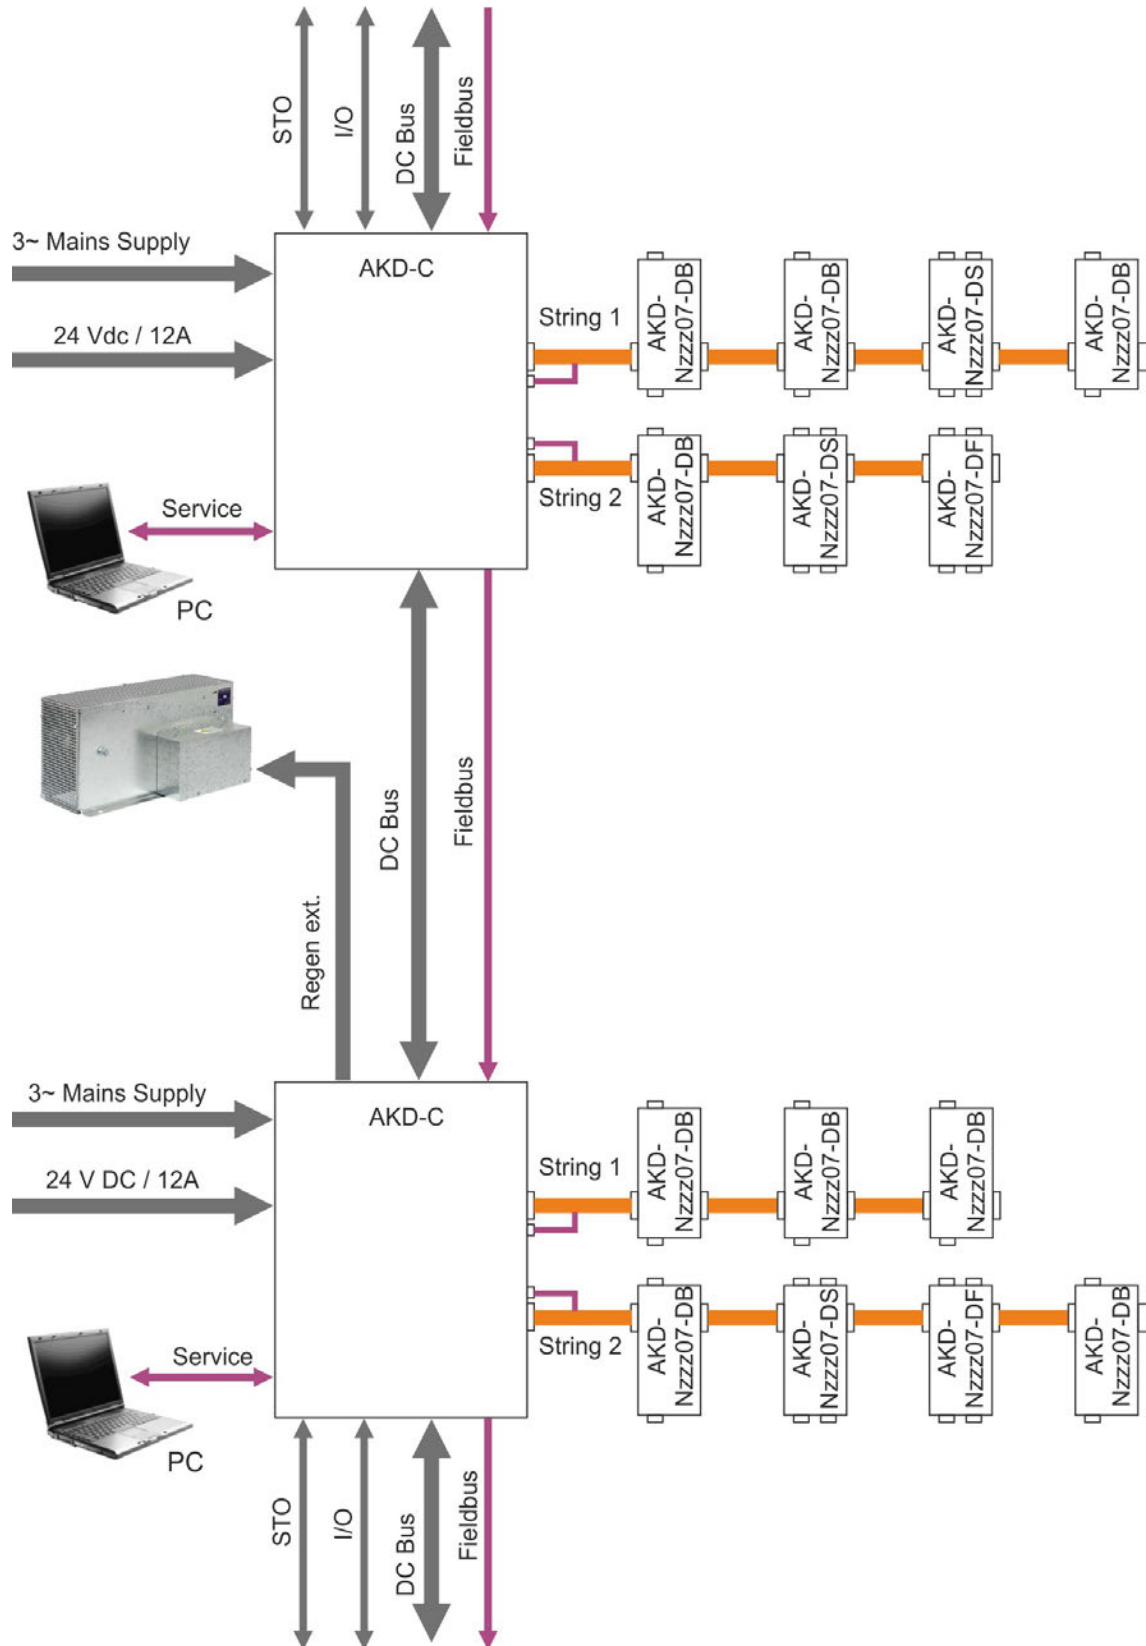 STO
I/O
DC Bus
Fieldbus
3~ Mains Supply
AKD-C
24 Vdc / 12A
String 1
AKD-
Nzzz07-DB
AKD-
Nzzz07-DB
AKD-
Nzzz07-DS
AKD-
Nzzz07-DB
String 2
AKD-
Nzzz07-DB
AKD-
Nzzz07-DS
AKD-
Nzzz07-DF
Service
PC
Regen ext.
DC Bus
Fieldbus
3~ Mains Supply
AKD-C
24 V DC / 12A
String 1
AKD-
Nzzz07-DB
AKD-
Nzzz07-DB
AKD-
Nzzz07-DB
String 2
AKD-
Nzzz07-DB
AKD-
Nzzz07-DS
AKD-
Nzzz07-DF
AKD-
Nzzz07-DB
Service
PC
STO
I/O
DC Bus
Fieldbus